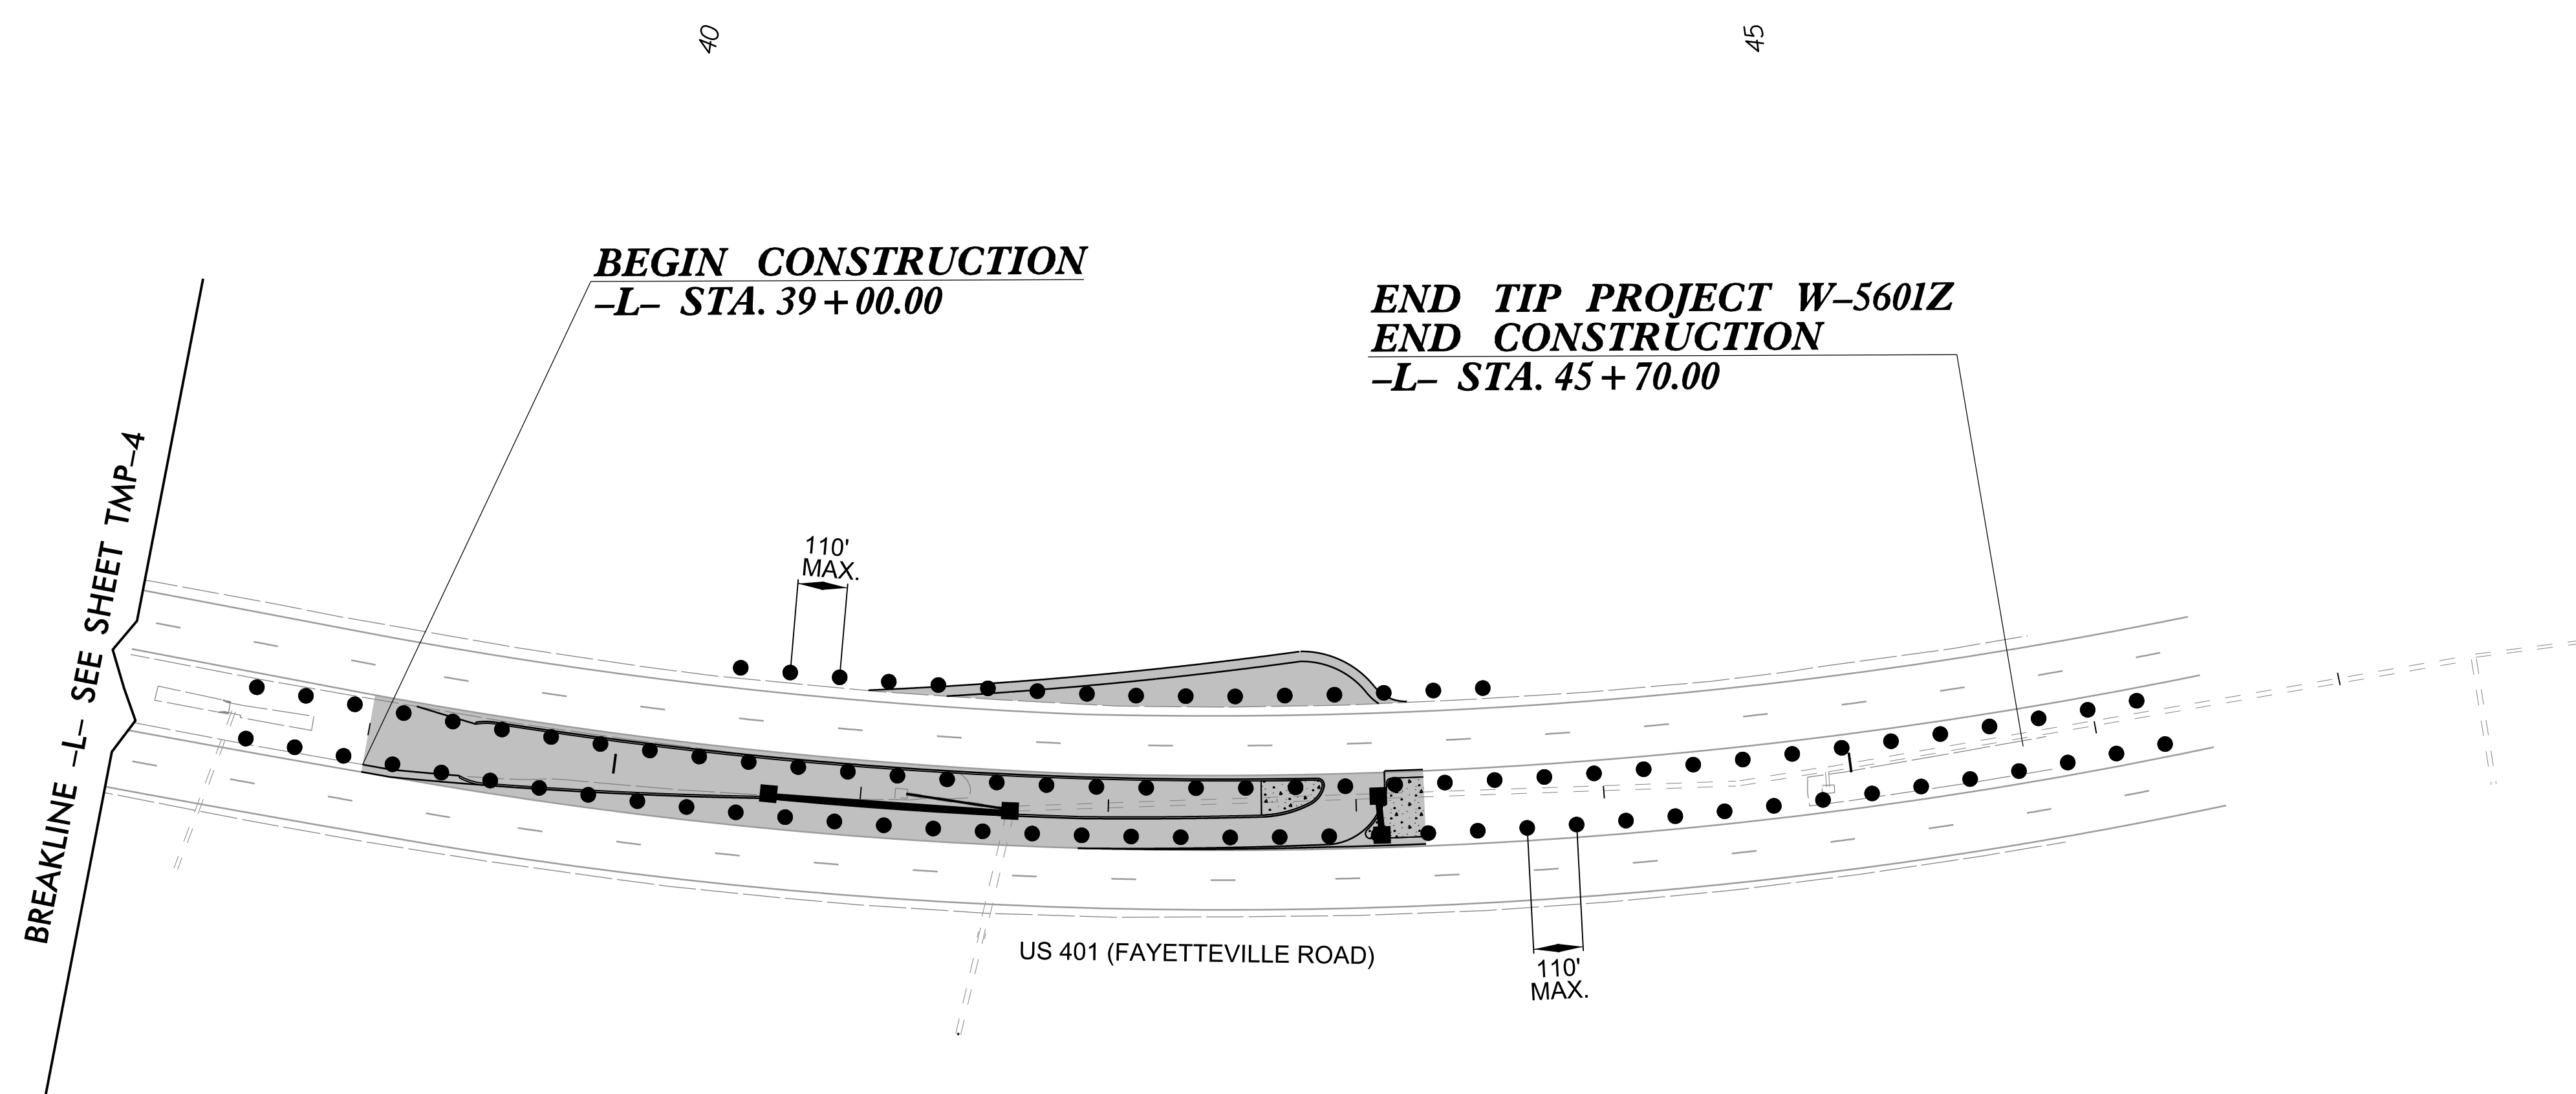 40
45
BEGIN CONSTRUCTION
–L– STA. 39+00.00
END TIP PROJECT W–5601Z
END CONSTRUCTION
–L– STA. 45+70.00
BREAKLINE –L– SEE SHEET TMP–4
110'
MAX.
US 401 (FAYETTEVILLE ROAD)
110'
MAX.